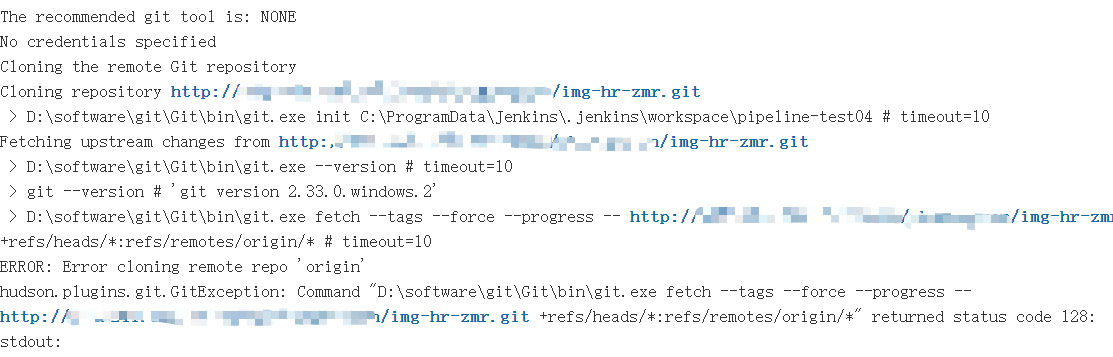 The recommended git tool is: NONE
No credentials specified
Cloning the remote Git repository
Cloning repository http:// /img-hr-zmr.git
> D:\software\git\Git\bin\git.exe init C:\ProgramData\Jenkins\.jenkins\workspace\pipeline-test04 # timeout=10
Fetching upstream changes from http: /img-hr-zmr.git
> D:\software\git\Git\bin\git.exe --version # timeout=10
> git --version # 'git version 2.33.0.windows.2'
> D:\software\git\Git\bin\git.exe fetch --tags --force --progress -- http:// /img-hr-zmr
+refs/heads/*:refs/remotes/origin/* # timeout=10
ERROR: Error cloning remote repo 'origin'
hudson.plugins.git.GitException: Command "D:\software\git\Git\bin\git.exe fetch --tags --force --progress --
http:// /img-hr-zmr.git +refs/heads/*:refs/remotes/origin/*" returned status code 128:
stdout: